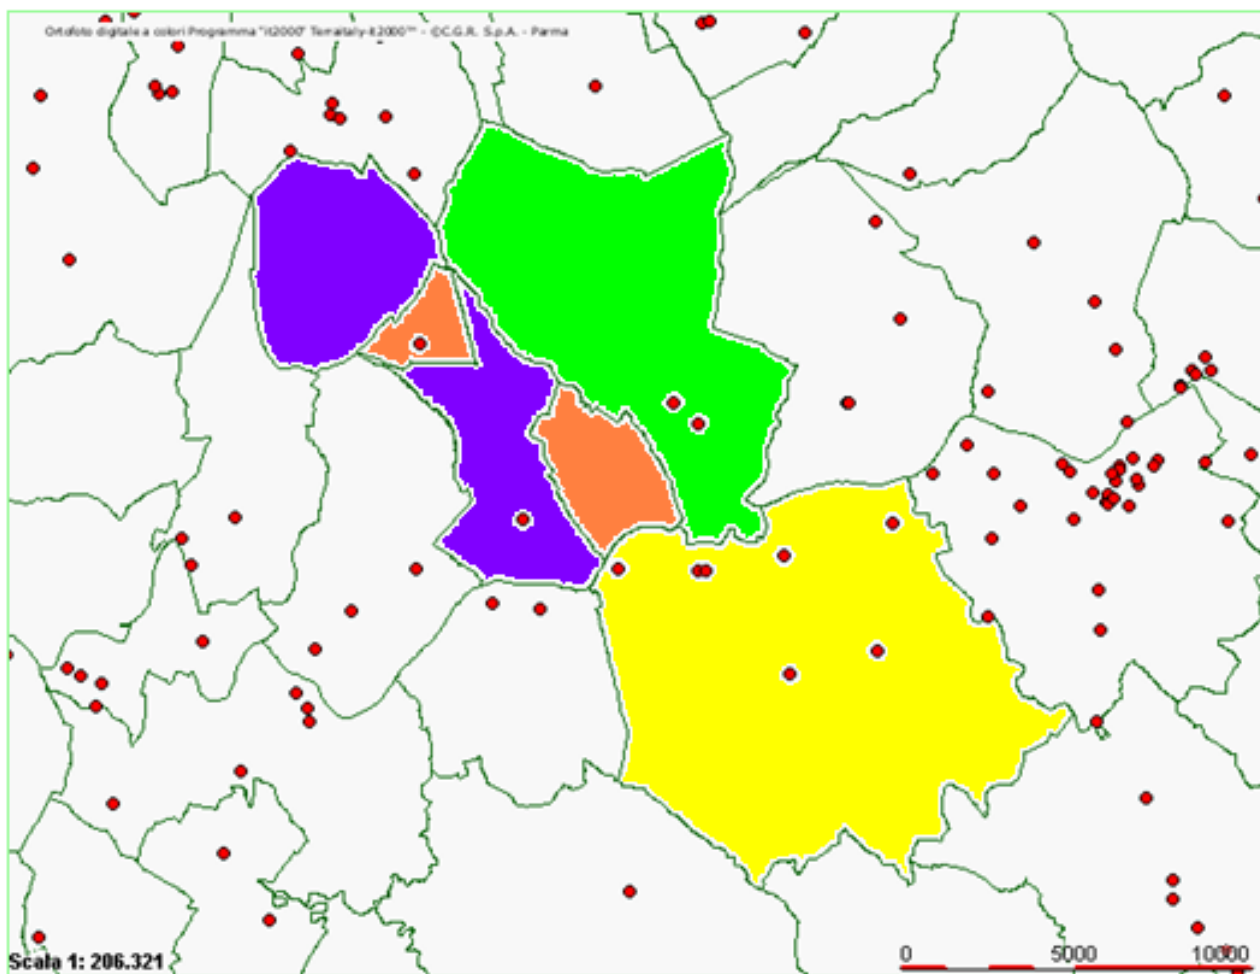 Ortofoto digitale a colori Programma "it2000" Terraitaly-it2000™ - ©C.G.R. S.p.A. - Parma
Scala 1: 206.321
0 5000 10000